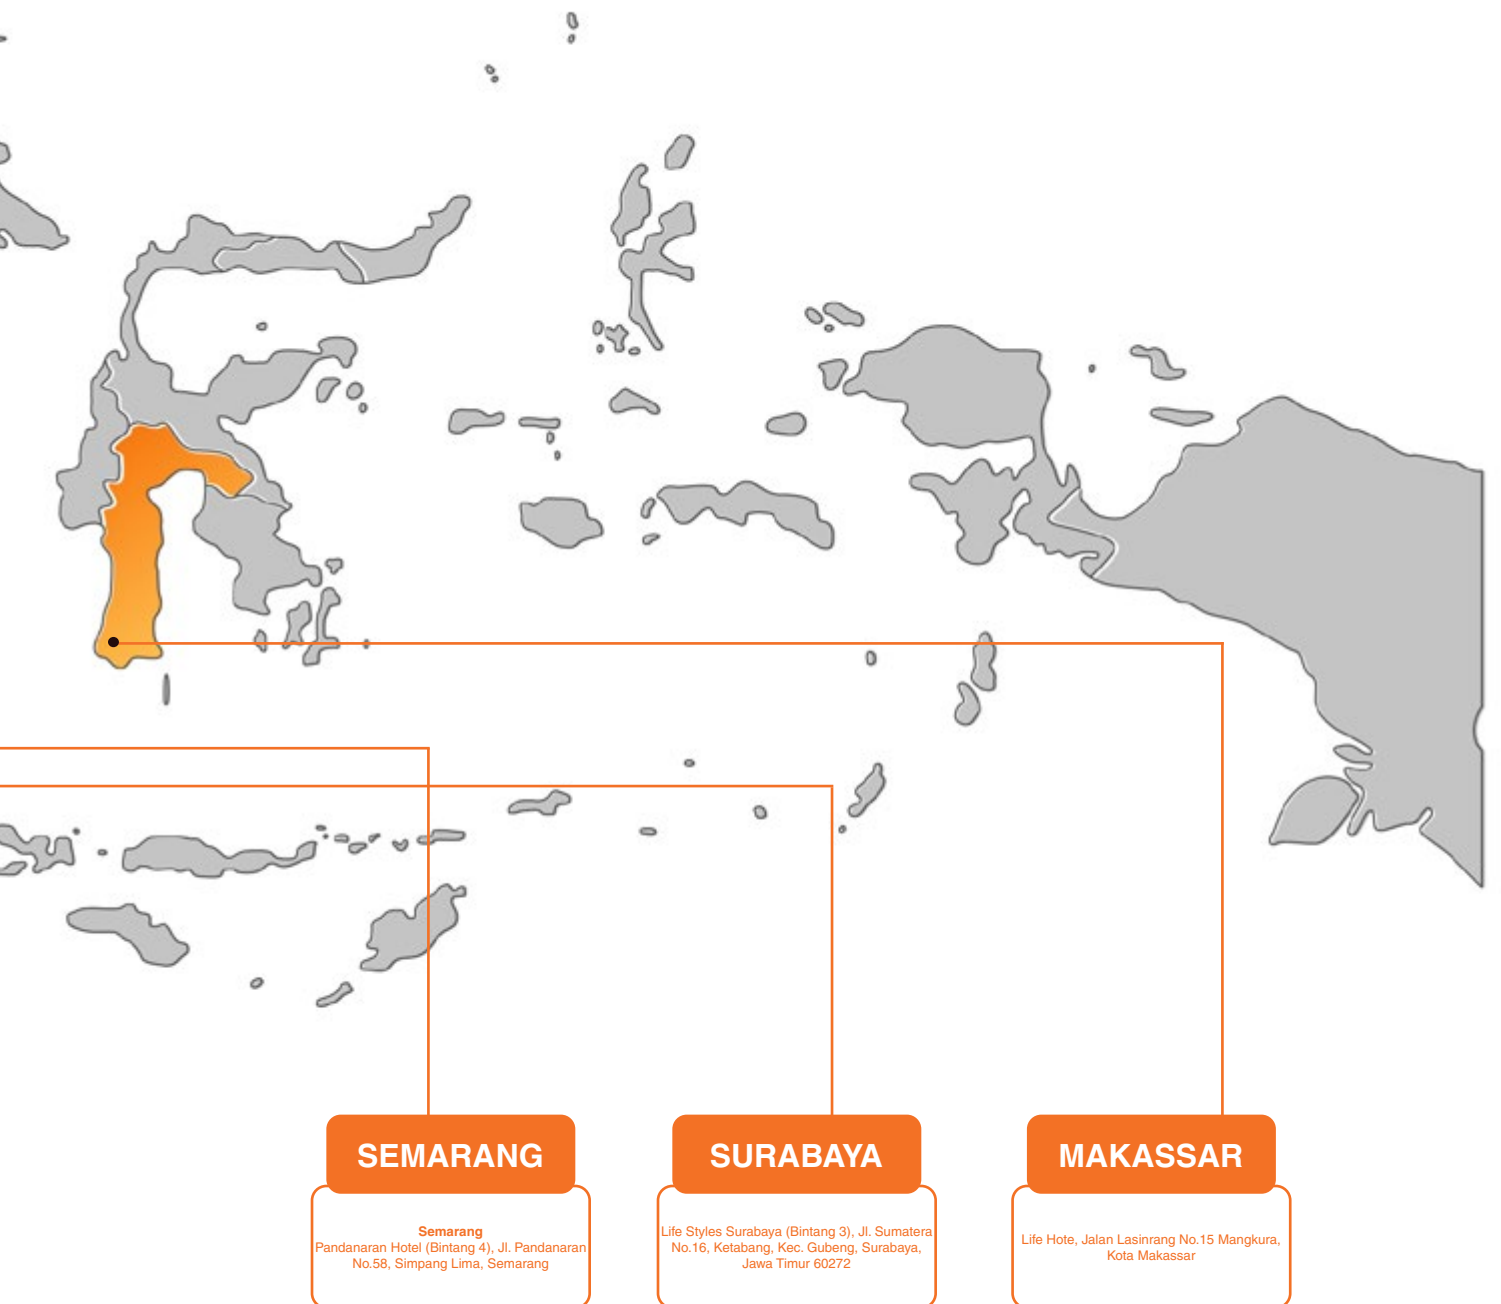 SEMARANG
Semarang
Pandanaran Hotel (Bintang 4), Jl. Pandanaran
No.58, Simpang Lima, Semarang
SURABAYA
Life Styles Surabaya (Bintang 3), Jl. Sumatera
No.16, Ketabang, Kec. Gubeng, Surabaya,
Jawa Timur 60272
MAKASSAR
Life Hote, Jalan Lasinrang No.15 Mangkura,
Kota Makassar